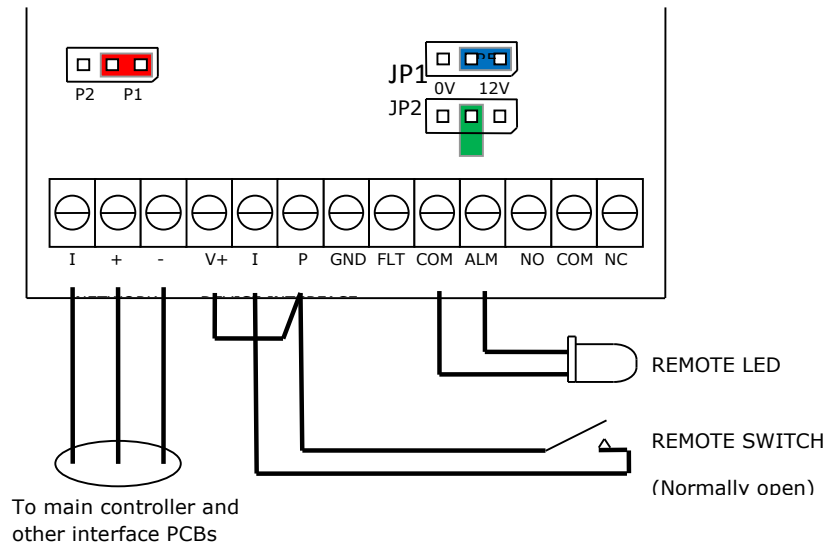 P2 P1
JP1
0V 12V
JP2
I + - V+ I P GND FLT COM ALM NO COM NC
REMOTE LED
REMOTE SWITCH
(Normally open)
To main controller and
other interface PCBs